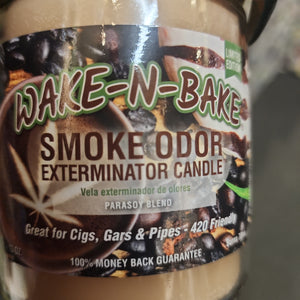 LIMITED
EDITION
WAKE-N-BAKE
SMOKE ODOR
EXTERMINATOR CANDLE
Vela exterminador de olores
PARASOY BLEND
Great for Cigs, Gars & Pipes - 420 Friendly
OZ
100% MONEY BACK GUARANTEE